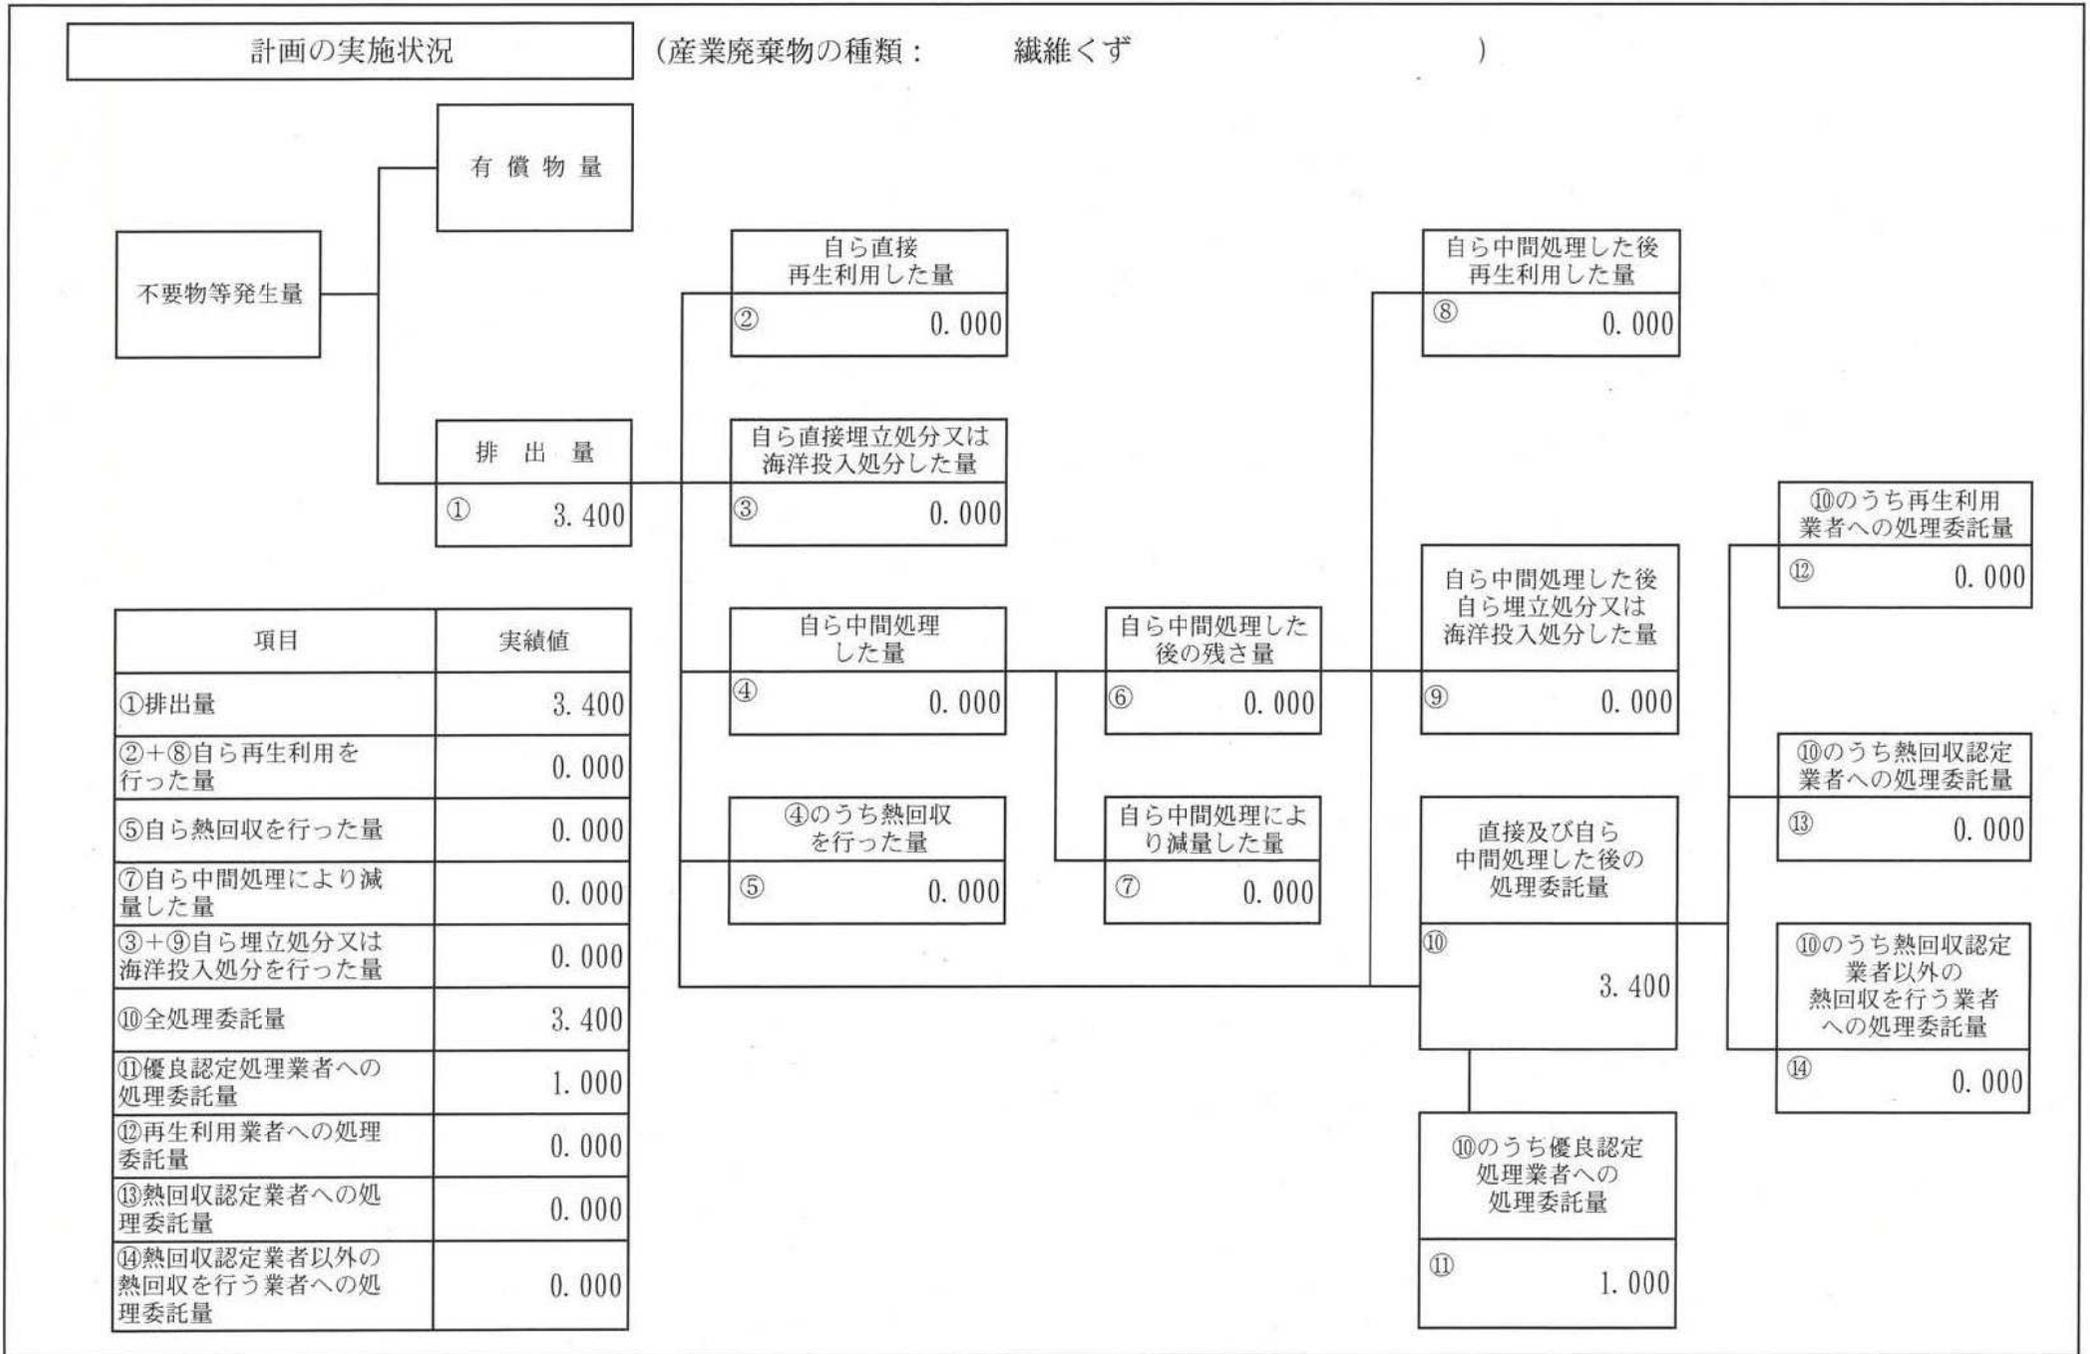 計画の実施状況
(産業廃棄物の種類: 繊維くず )
有償物量
不要物等発生量
排出量
① 3.400
自ら直接
再生利用した量
② 0.000
自ら直接埋立処分又は
海洋投入処分した量
③ 0.000
自ら中間処理
した量
④ 0.000
④のうち熱回収
を行った量
⑤ 0.000
自ら中間処理した
後の残さ量
⑥ 0.000
自ら中間処理によ
り減量した量
⑦ 0.000
自ら中間処理した後
再生利用した量
⑧ 0.000
自ら中間処理した後
自ら埋立処分又は
海洋投入処分した量
⑨ 0.000
直接及び自ら
中間処理した後の
処理委託量
⑩
3.400
⑩のうち優良認定
処理業者への
処理委託量
⑪ 1.000
⑩のうち再生利用
業者への処理委託量
⑫ 0.000
⑩のうち熱回収認定
業者への処理委託量
⑬ 0.000
⑩のうち熱回収認定
業者以外の
熱回収を行う業者
への処理委託量
⑭ 0.000
項目 実績値
①排出量 3.400
②+⑧自ら再生利用を
行った量 0.000
⑤自ら熱回収を行った量 0.000
⑦自ら中間処理により減
量した量 0.000
③+⑨自ら埋立処分又は
海洋投入処分を行った量 0.000
⑩全処理委託量 3.400
⑪優良認定処理業者への
処理委託量 1.000
⑫再生利用業者への処理
委託量 0.000
⑬熱回収認定業者への処
理委託量 0.000
⑭熱回収認定業者以外の
熱回収を行う業者への処 0.000
理委託量